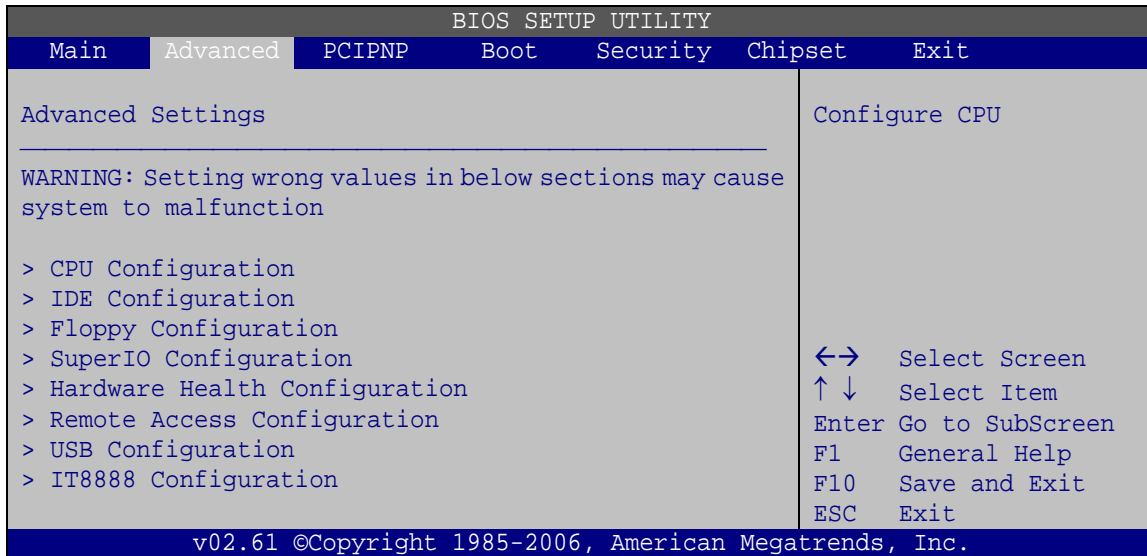 BIOS SETUP UTILITY
Main Advanced PCIPNP Boot Security Chipset Exit
Advanced Settings
WARNING: Setting wrong values in below sections may cause
system to malfunction
> CPU Configuration
> IDE Configuration
> Floppy Configuration
> SuperIO Configuration
> Hardware Health Configuration
> Remote Access Configuration
> USB Configuration
> IT8888 Configuration
Configure CPU
←→ Select Screen
↑ ↓ Select Item
Enter Go to SubScreen
F1 General Help
F10 Save and Exit
ESC Exit
v02.61 ©Copyright 1985-2006, American Megatrends, Inc.